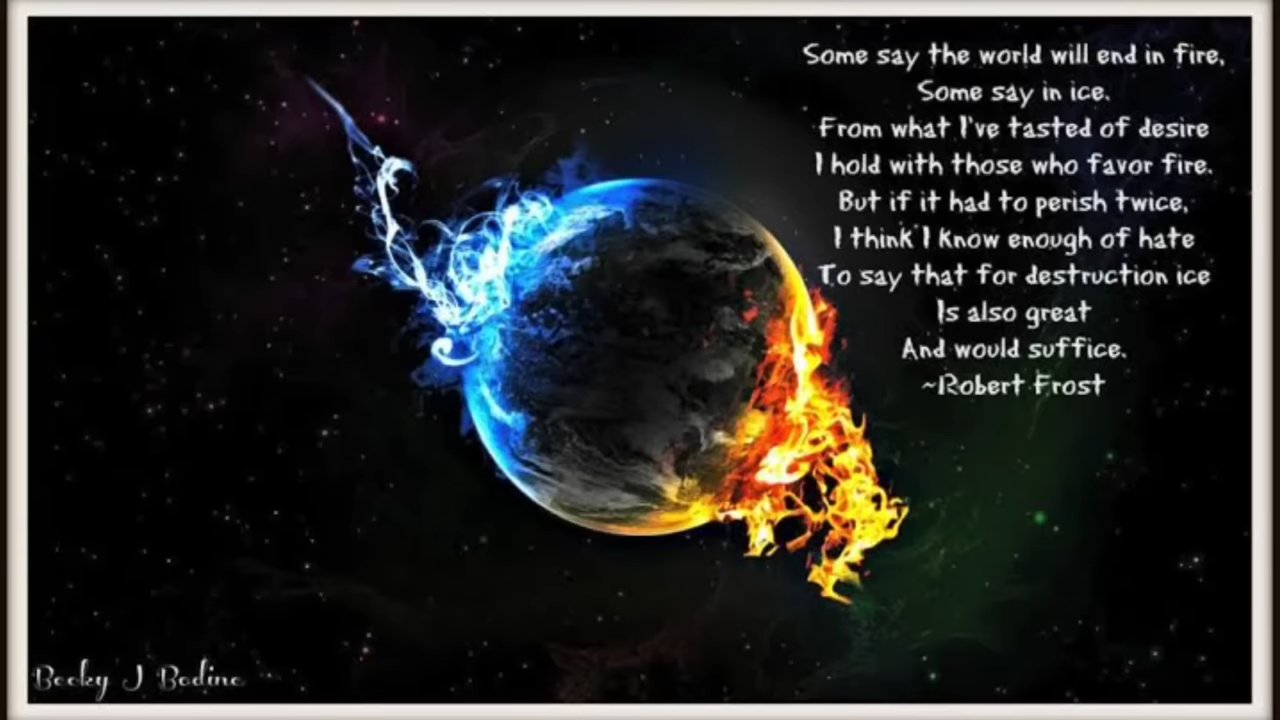 Some say the world will end in fire,
Some say in ice.
From what I've tasted of desire
I hold with those who favor fire.
But if it had to perish twice,
I think I know enough of hate
To say that for destruction ice
Is also great
And would suffice.
~Robert Frost
Becky J Bodine